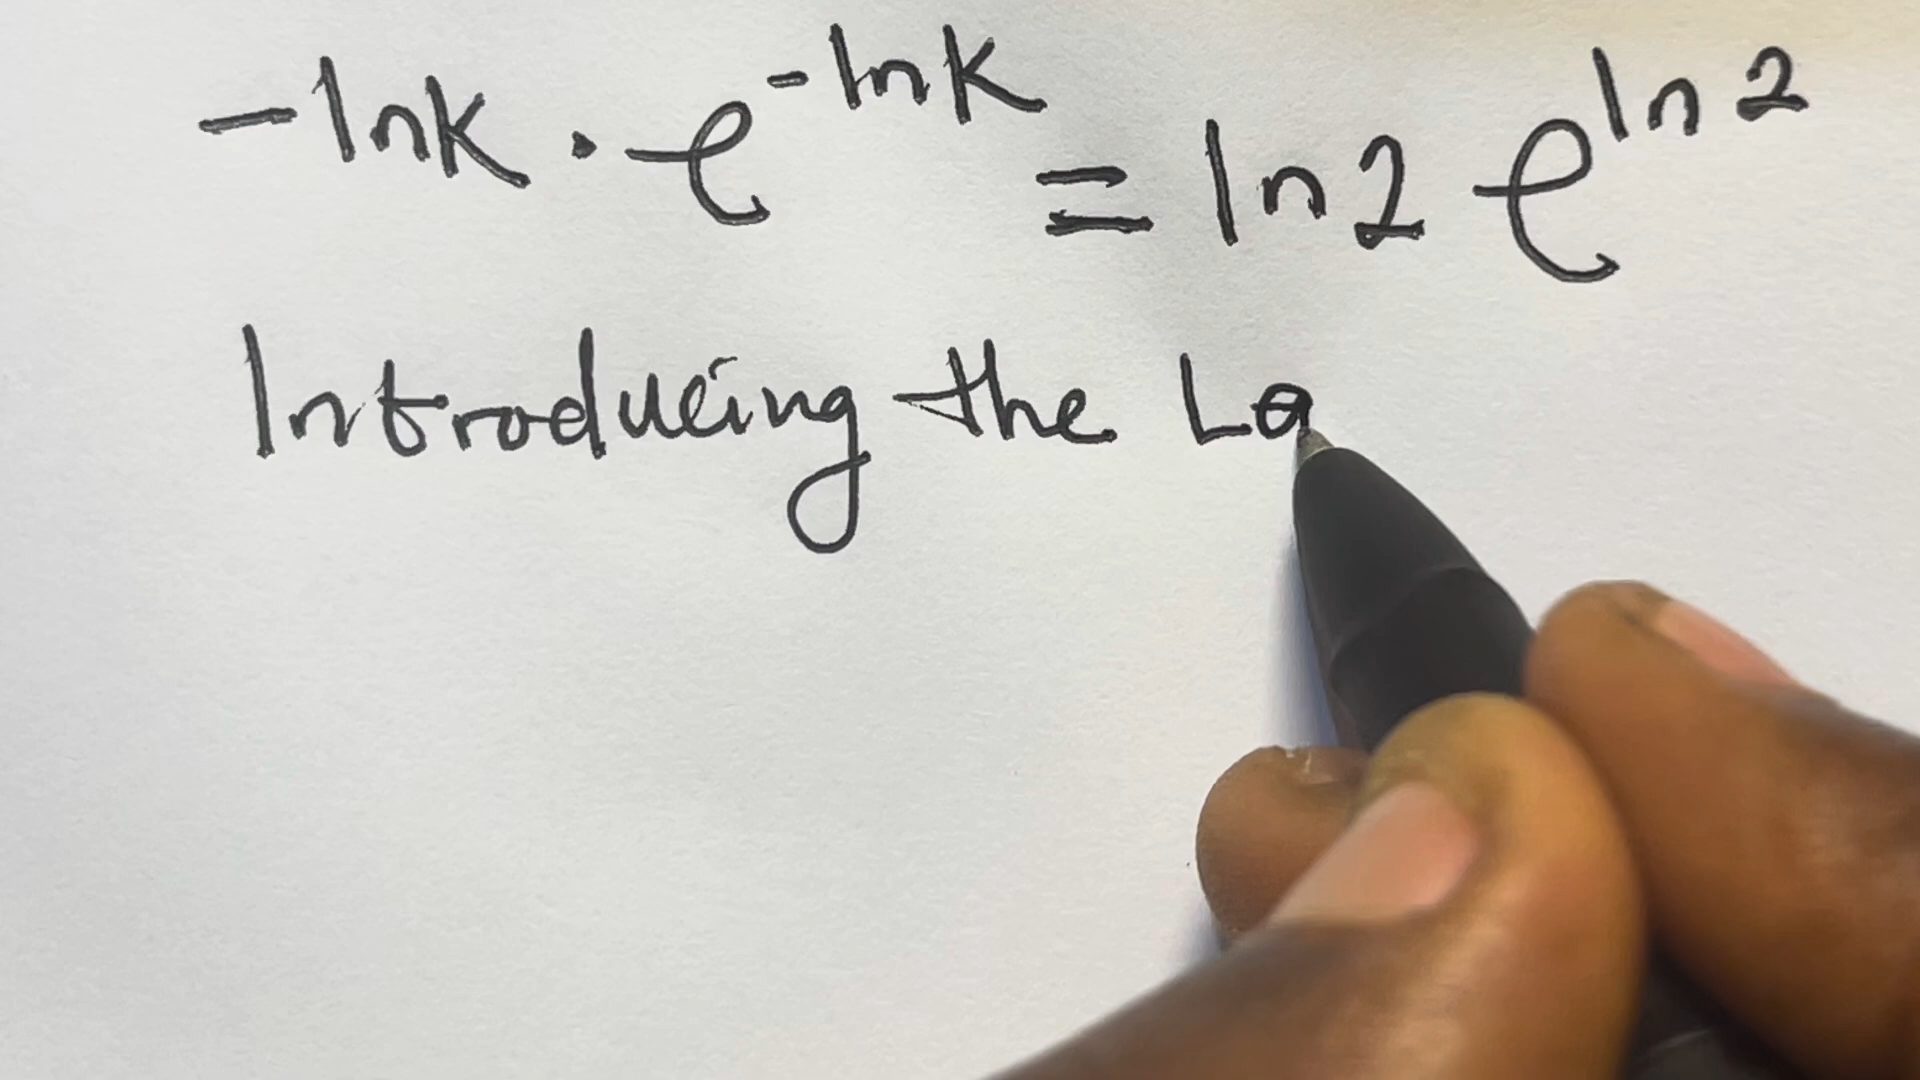 -lnk · e^-lnk = ln2 e^ln2
Introducing the La